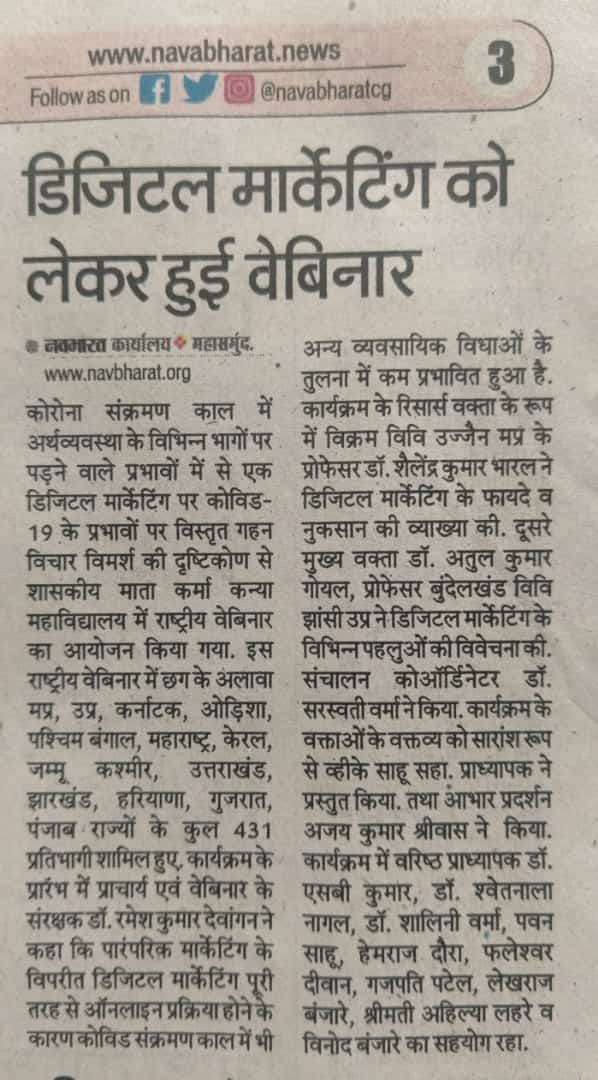 www.navabharat.news
3
Follow as on @navabharatcg
डिजिटल मार्केटिंग को
लेकर हुई वेबिनार
नवभारत कार्यालय महासमुंद.
www.navbharat.org
कोरोना संक्रमण काल में
अर्थव्यवस्था के विभिन्न भागों पर
पड़ने वाले प्रभावों में से एक
डिजिटल मार्केटिंग पर कोविड-
19 के प्रभावों पर विस्तृत गहन
विचार विमर्श की दृष्टिकोण से
शासकीय माता कर्मा कन्या
महाविद्यालय में राष्ट्रीय वेबिनार
का आयोजन किया गया. इस
राष्ट्रीय वेबिनार में छग के अलावा
मप्र, उप्र, कर्नाटक, ओड़िशा,
पश्चिम बंगाल, महाराष्ट्र, केरल,
जम्मू कश्मीर, उत्तराखंड,
झारखंड, हरियाणा, गुजरात,
पंजाब राज्यों के कुल 431
प्रतिभागी शामिल हुए. कार्यक्रम के
प्रारंभ में प्राचार्य एवं वेबिनार के
संरक्षक डॉ. रमेश कुमार देवांगन ने
कहा कि पारंपरिक मार्केटिंग के
विपरीत डिजिटल मार्केटिंग पूरी
तरह से ऑनलाइन प्रक्रिया होने के
कारण कोविड संक्रमण काल में भी
अन्य व्यवसायिक विधाओं के
तुलना में कम प्रभावित हुआ है.
कार्यक्रम के रिसार्स वक्ता के रूप
में विक्रम विवि उज्जैन मप्र के
प्रोफेसर डॉ. शैलेंद्र कुमार भारल ने
डिजिटल मार्केटिंग के फायदे व
नुकसान की व्याख्या की. दूसरे
मुख्य वक्ता डॉ. अतुल कुमार
गोयल, प्रोफेसर बुंदेलखंड विवि
झांसी उप्र ने डिजिटल मार्केटिंग के
विभिन्न पहलुओं की विवेचना की.
संचालन कोऑर्डिनेटर डॉ.
सरस्वती वर्मा ने किया. कार्यक्रम के
वक्ताओं के वक्तव्य को सारांश रूप
से व्हीके साहू सहा. प्राध्यापक ने
प्रस्तुत किया. तथा आभार प्रदर्शन
अजय कुमार श्रीवास ने किया.
कार्यक्रम में वरिष्ठ प्राध्यापक डॉ.
एसबी कुमार, डॉ. श्वेतनाला
नागल, डॉ. शालिनी वर्मा, पवन
साहू, हेमराज दौरा, फलेश्वर
दीवान, गजपति पटेल, लेखराज
बंजारे, श्रीमती अहिल्या लहरे व
विनोद बंजारे का सहयोग रहा.